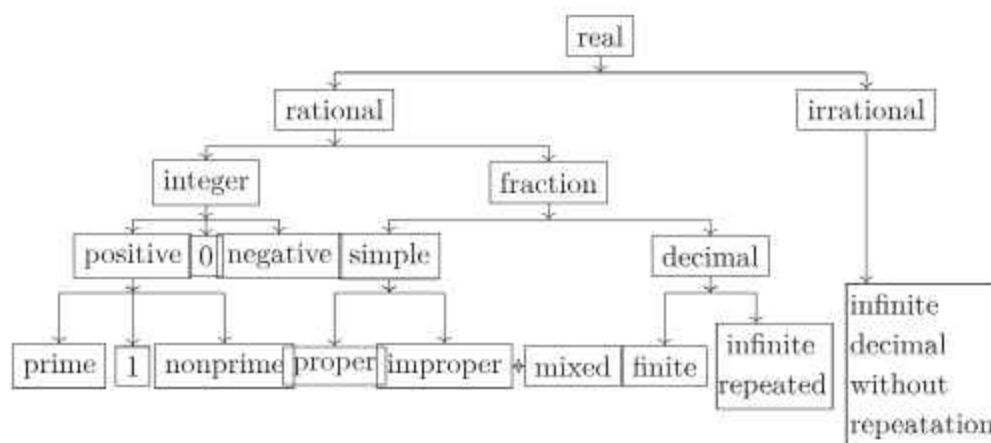 real
rational
irrational
integer
fraction
positive
0
negative
simple
decimal
prime
1
nonprime
proper
improper
mixed
finite
infinite
repeated
infinite
decimal
without
repeatation